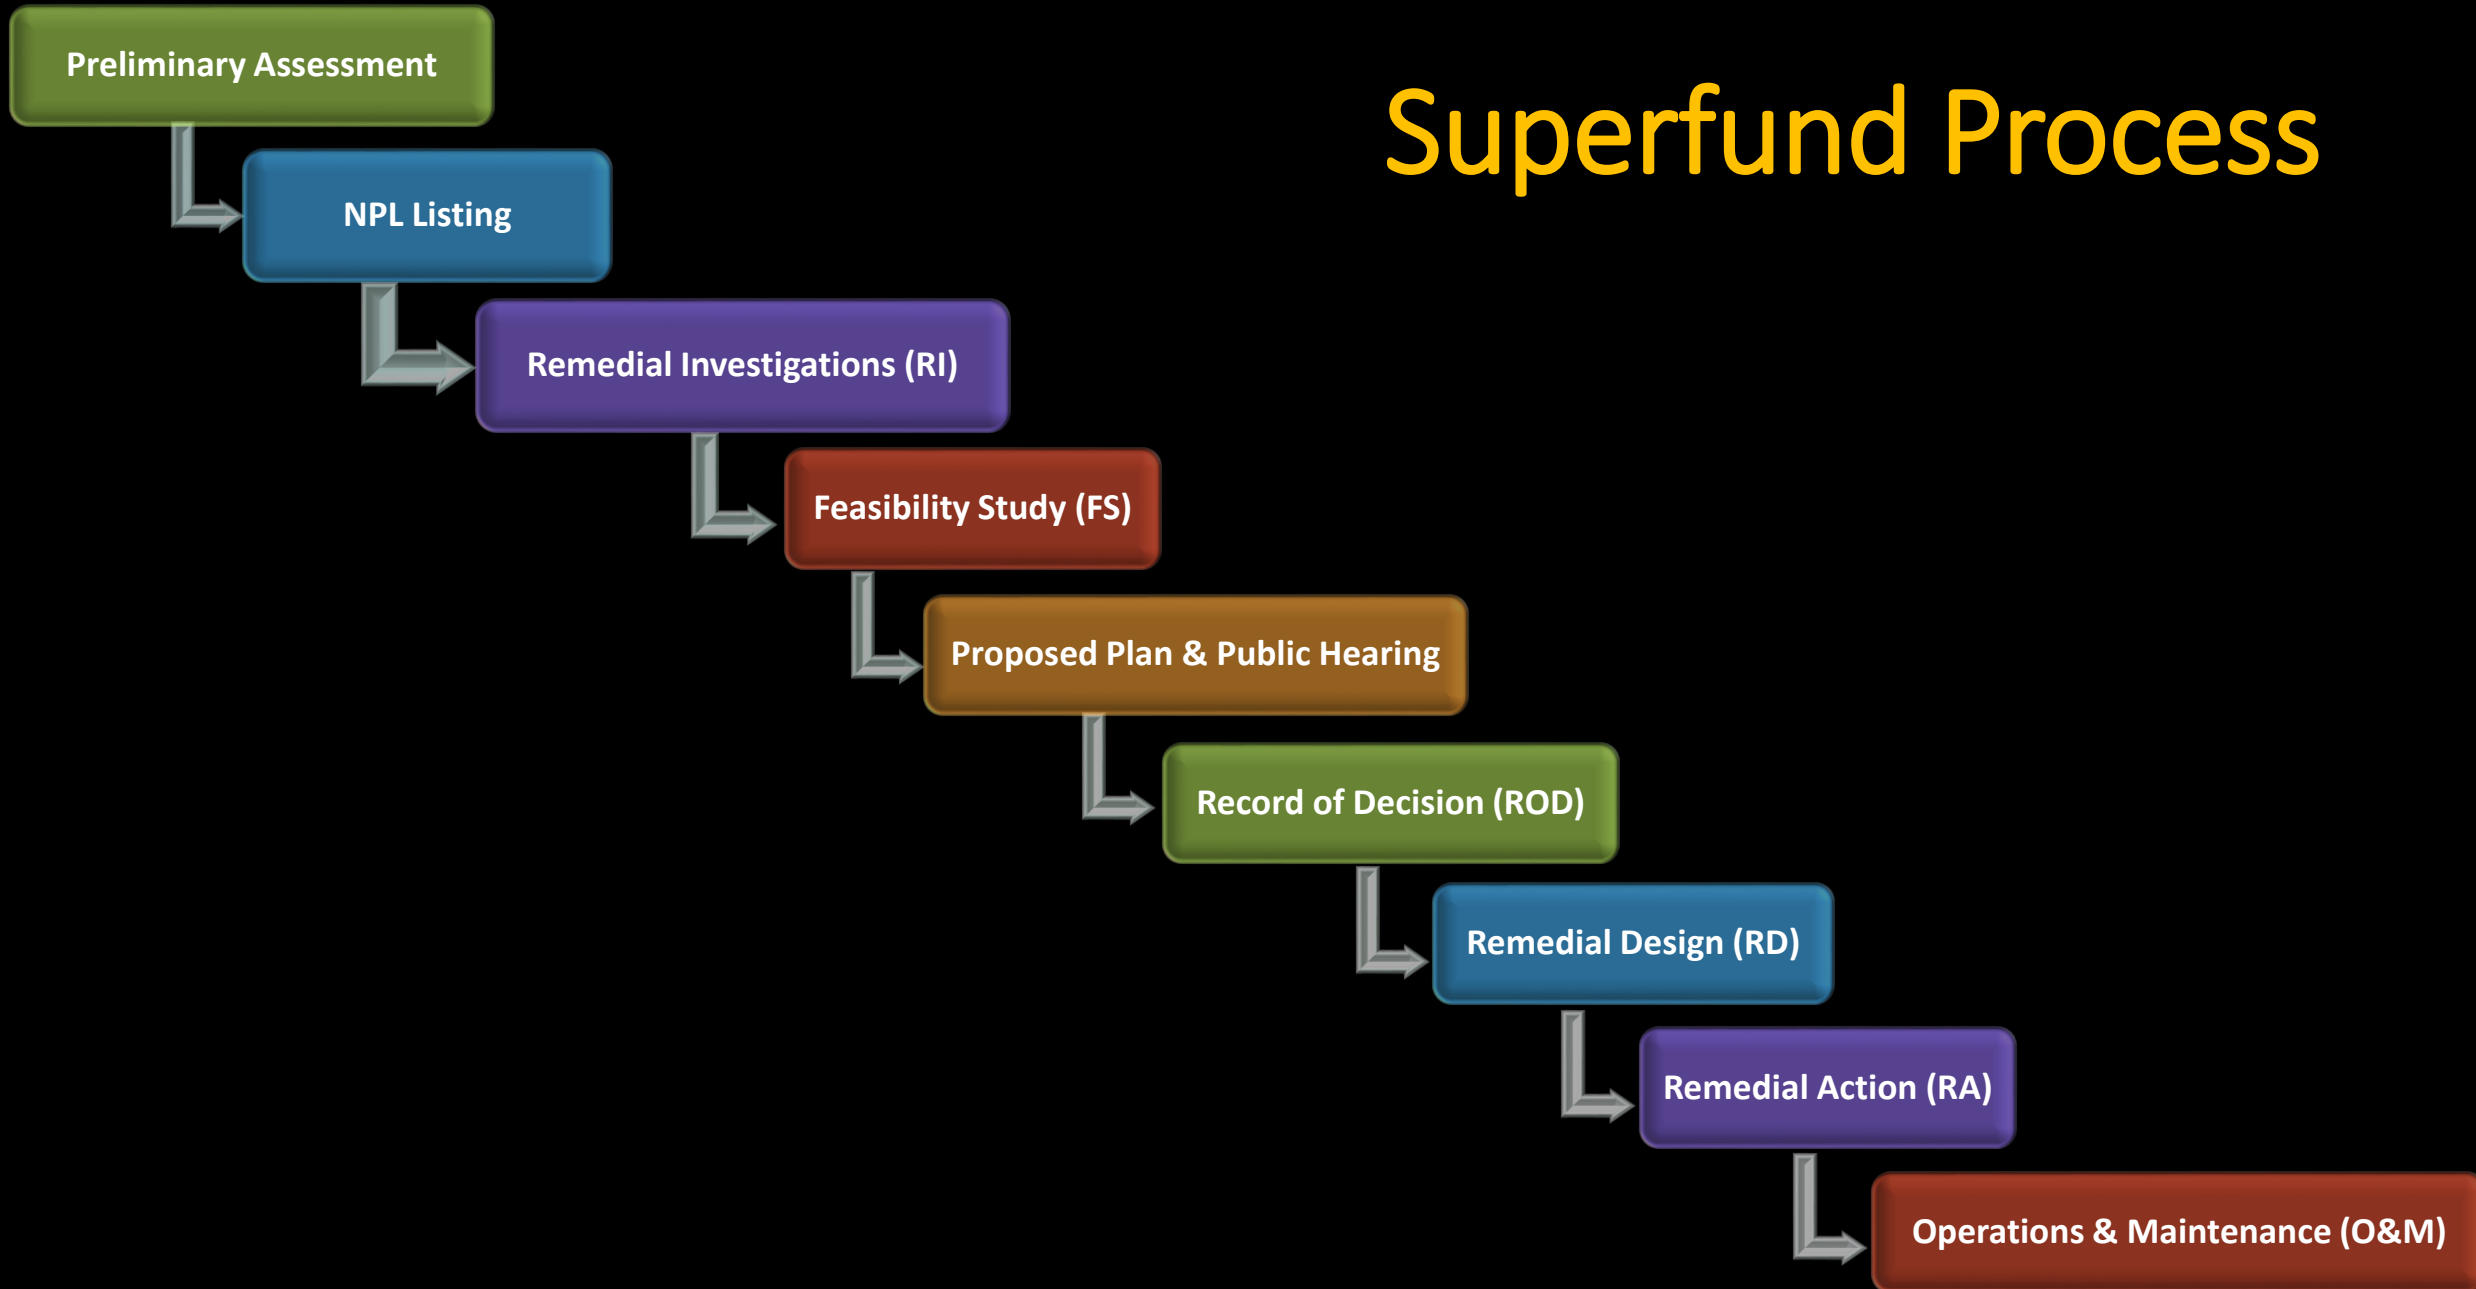 Superfund Process
Preliminary Assessment
NPL Listing
Remedial Investigations (RI)
Feasibility Study (FS)
Proposed Plan & Public Hearing
Record of Decision (ROD)
Remedial Design (RD)
Remedial Action (RA)
Operations & Maintenance (O&M)